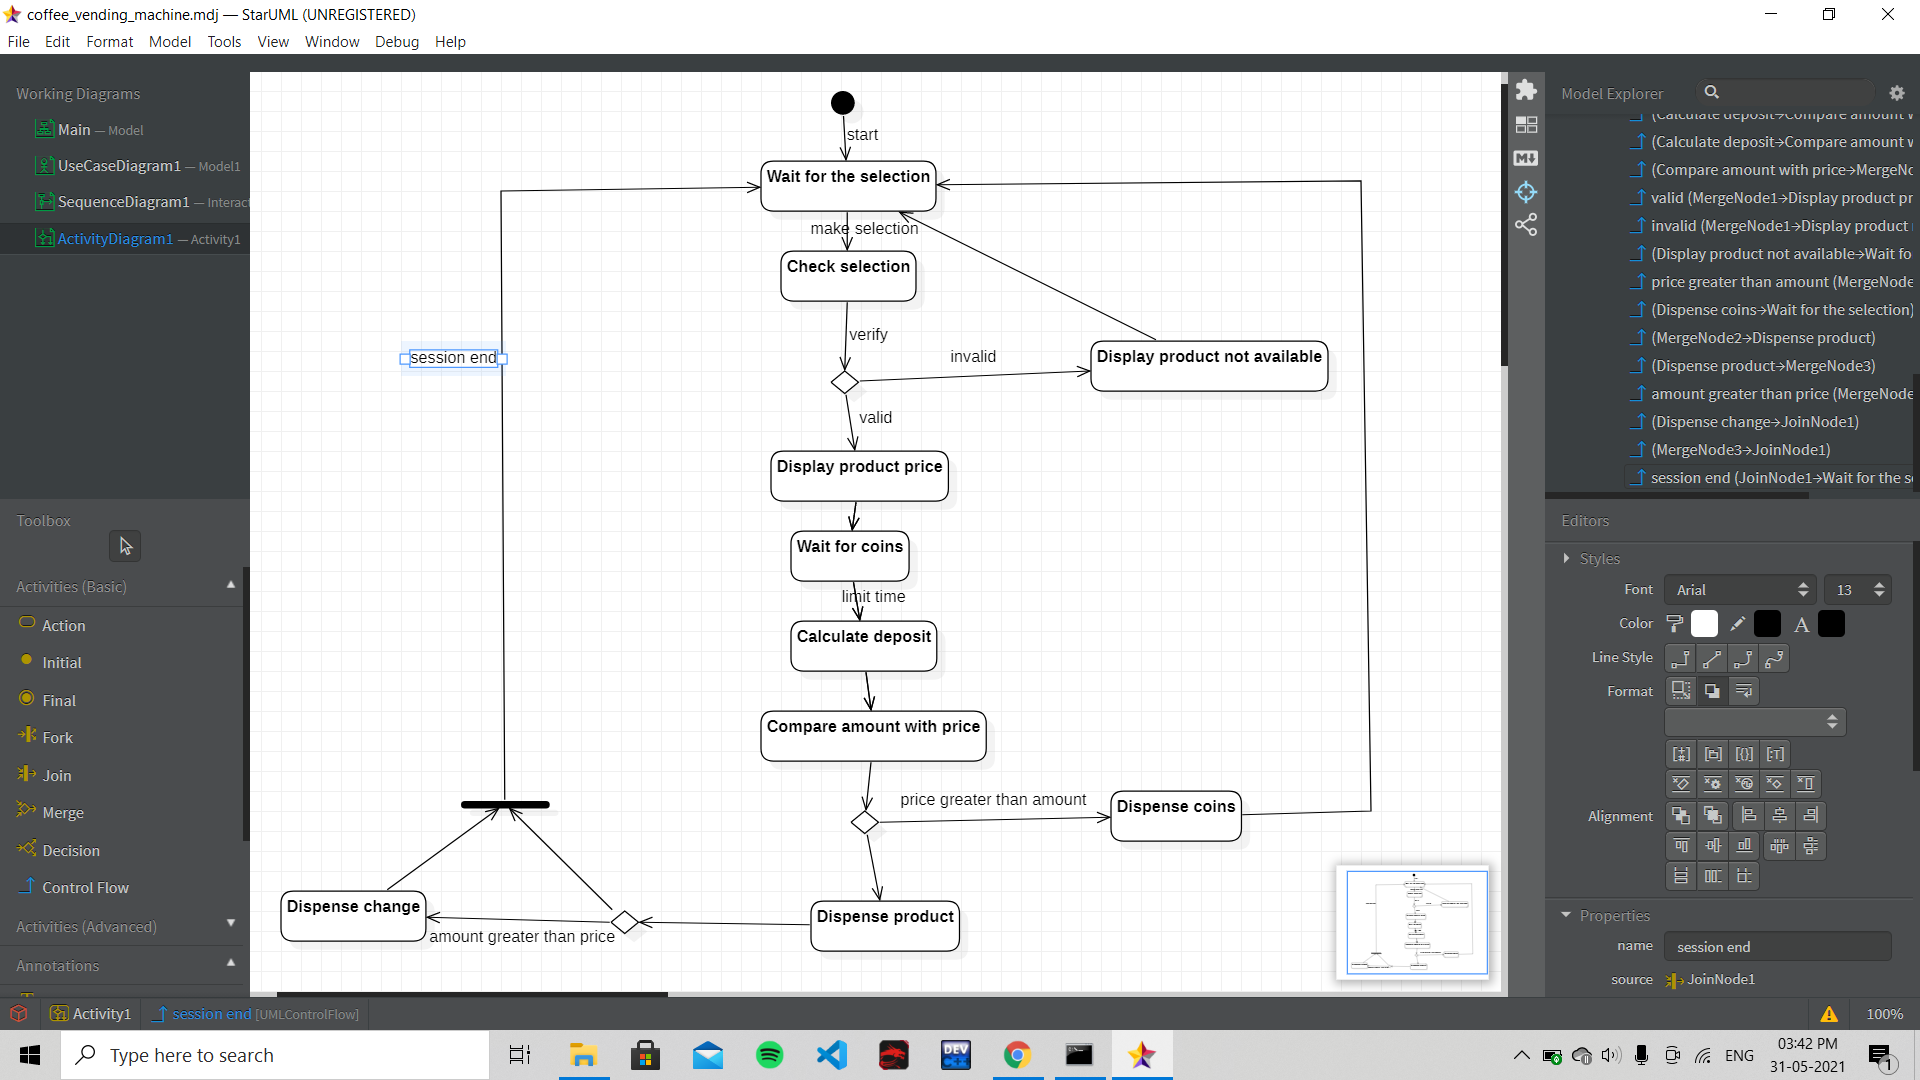 coffee_vending_machine.mdj — StarUML (UNREGISTERED)
File Edit Format Model Tools View Window Debug Help
Working Diagrams
Main — Model
UseCaseDiagram1 — Model1
SequenceDiagram1 — Interac
ActivityDiagram1 — Activity1
Toolbox
Activities (Basic)
Action
Initial
Final
Fork
Join
Merge
Decision
Control Flow
Activities (Advanced)
Annotations
start
Wait for the selection
make selection
Check selection
verify
session end
invalid
Display product not available
valid
Display product price
Wait for coins
limit time
Calculate deposit
Compare amount with price
price greater than amount
Dispense coins
Dispense change
amount greater than price
Dispense product
M
Model Explorer
(Calculate deposit→Compare amount w
(Calculate deposit→Compare amount w
(Compare amount with price→MergeNo
valid (MergeNode1→Display product pr
invalid (MergeNode1→Display product
(Display product not available→Wait fo
price greater than amount (MergeNode
(Dispense coins→Wait for the selection)
(MergeNode2→Dispense product)
(Dispense product→MergeNode3)
amount greater than price (MergeNode
(Dispense change→JoinNode1)
(MergeNode3→JoinNode1)
session end (JoinNode1→Wait for the se
Editors
Styles
Font Arial 13
Color A
Line Style
Format
Alignment
Properties
name session end
source JoinNode1
Activity1 session end [UMLControlFlow]
100%
Type here to search
DEV
C++
ENG
03:42 PM
31-05-2021
1